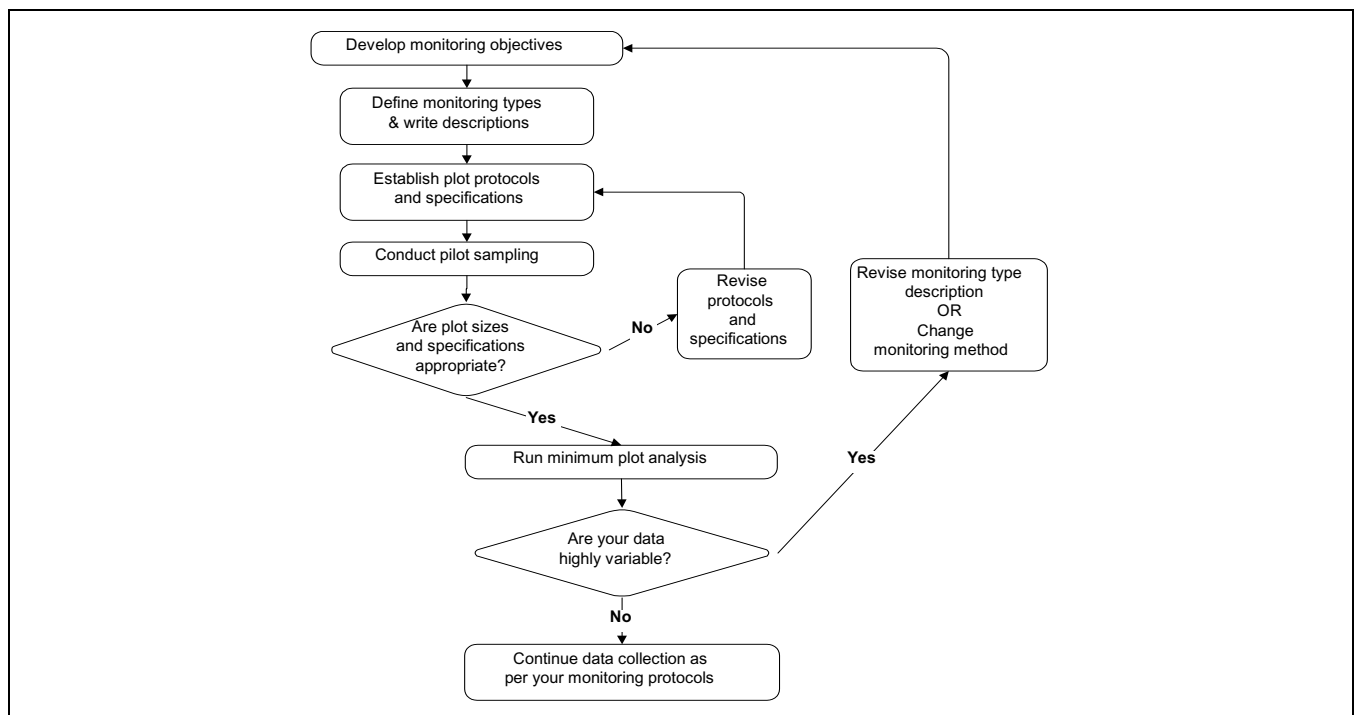 Develop monitoring objectives
Define monitoring types
& write descriptions
Establish plot protocols
and specifications
Conduct pilot sampling
Are plot sizes
and specifications
appropriate?
No
Revise
protocols
and
specifications
Revise monitoring type
description
OR
Change
monitoring method
Yes
Run minimum plot analysis
Yes
Are your data
highly variable?
No
Continue data collection as
per your monitoring protocols